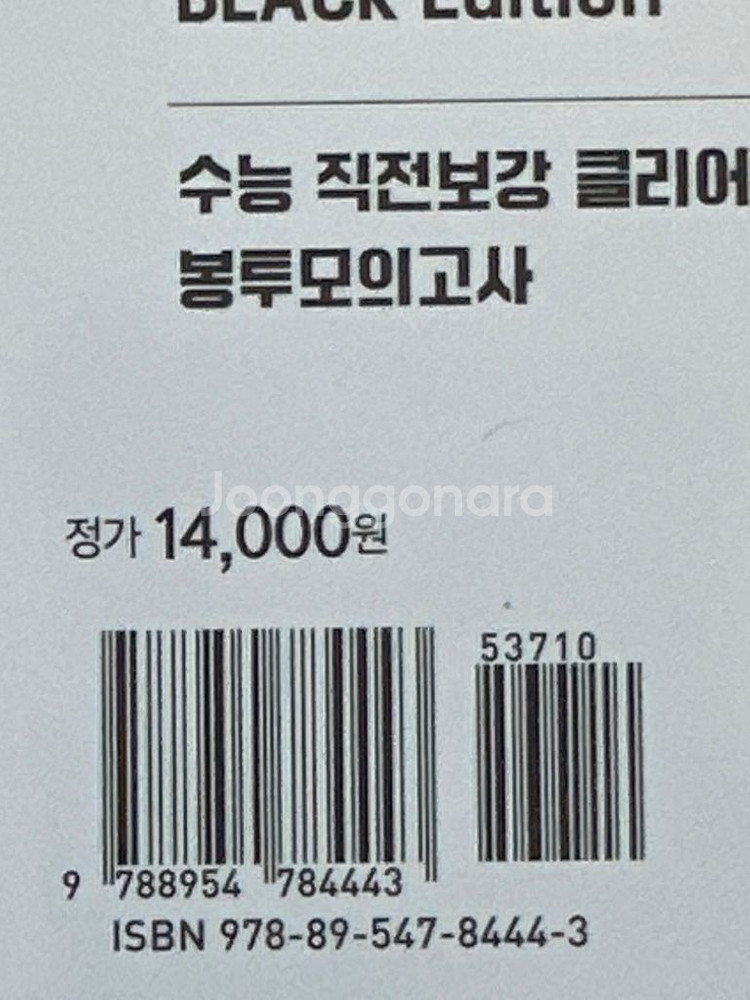 BLACK Edition
수능 직전보강 클리어
봉투모의고사
Joonggonara
정가 14,000원
53710
9 788954 784443
ISBN 978-89-547-8444-3